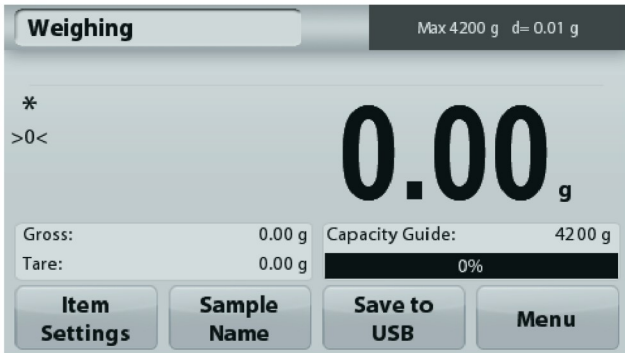 Weighing
Max 4200 g d= 0.01 g
*
>0<
0.00 g
Gross: 0.00 g
Tare: 0.00 g
Capacity Guide: 4200 g
0%
Item Settings
Sample Name
Save to USB
Menu